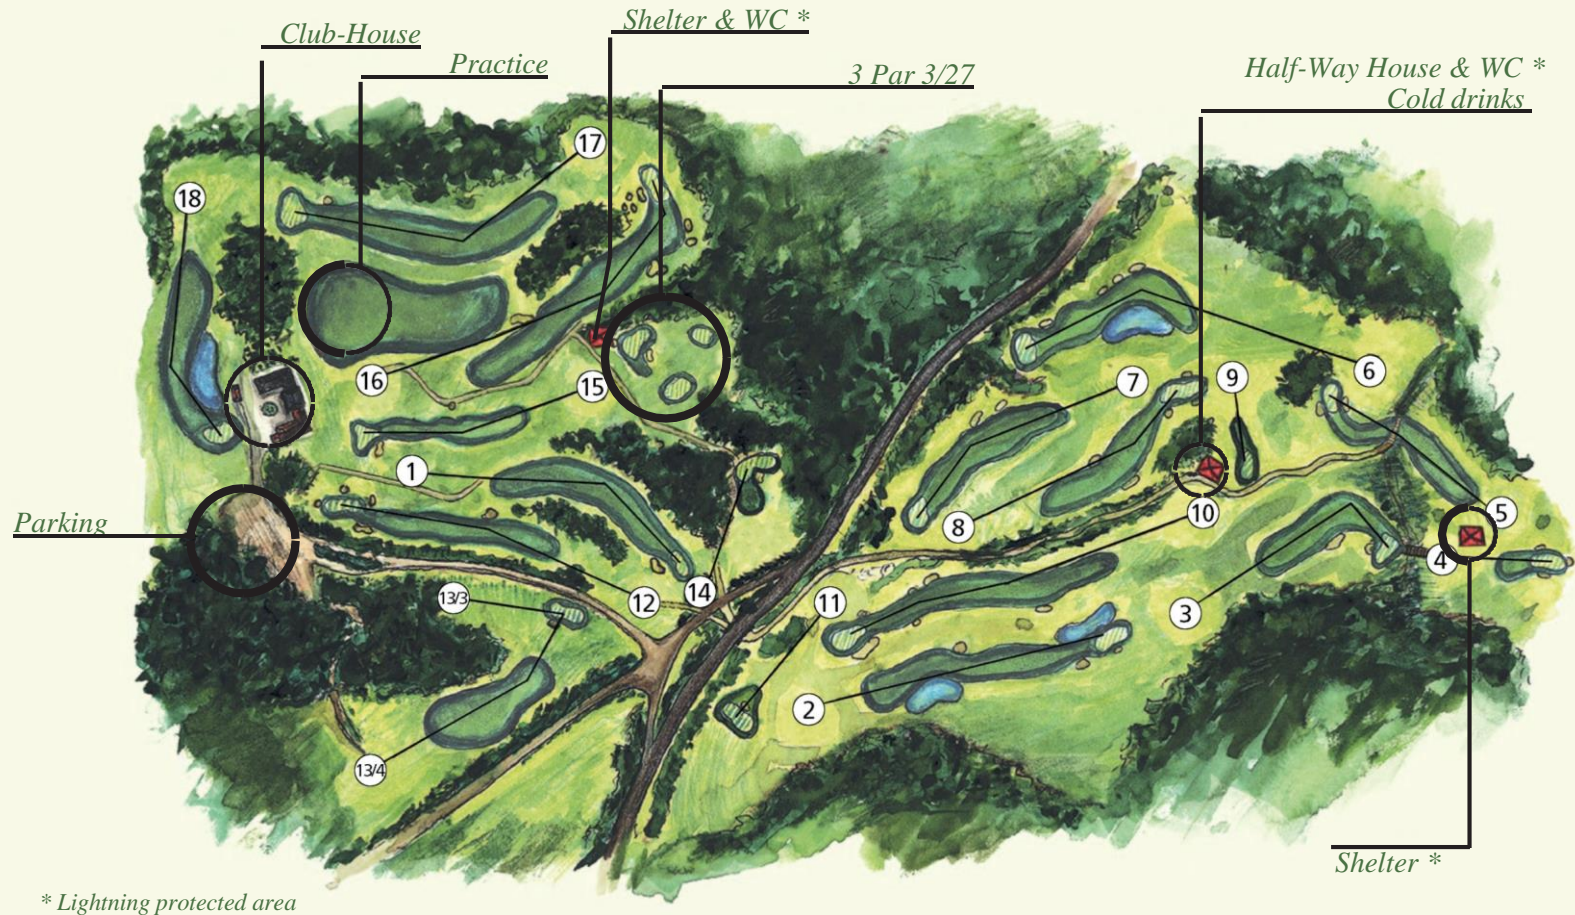 Shelter & WC *
Club-House
Practice
3 Par 3/27
Half-Way House & WC *
Cold drinks
17
18
16
15
7
9
6
1
8
10
5
Parking
4
13/3
12
14
11
3
2
13/4
Shelter *
* Lightning protected area